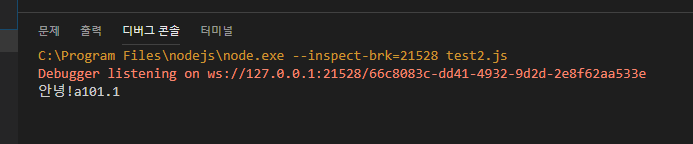 문제 출력 디버그 콘솔 터미널
C:\Program Files\nodejs\node.exe --inspect-brk=21528 test2.js
Debugger listening on ws://127.0.0.1:21528/66c8083c-dd41-4932-9d2d-2e8f62aa533e
안녕!a101.1